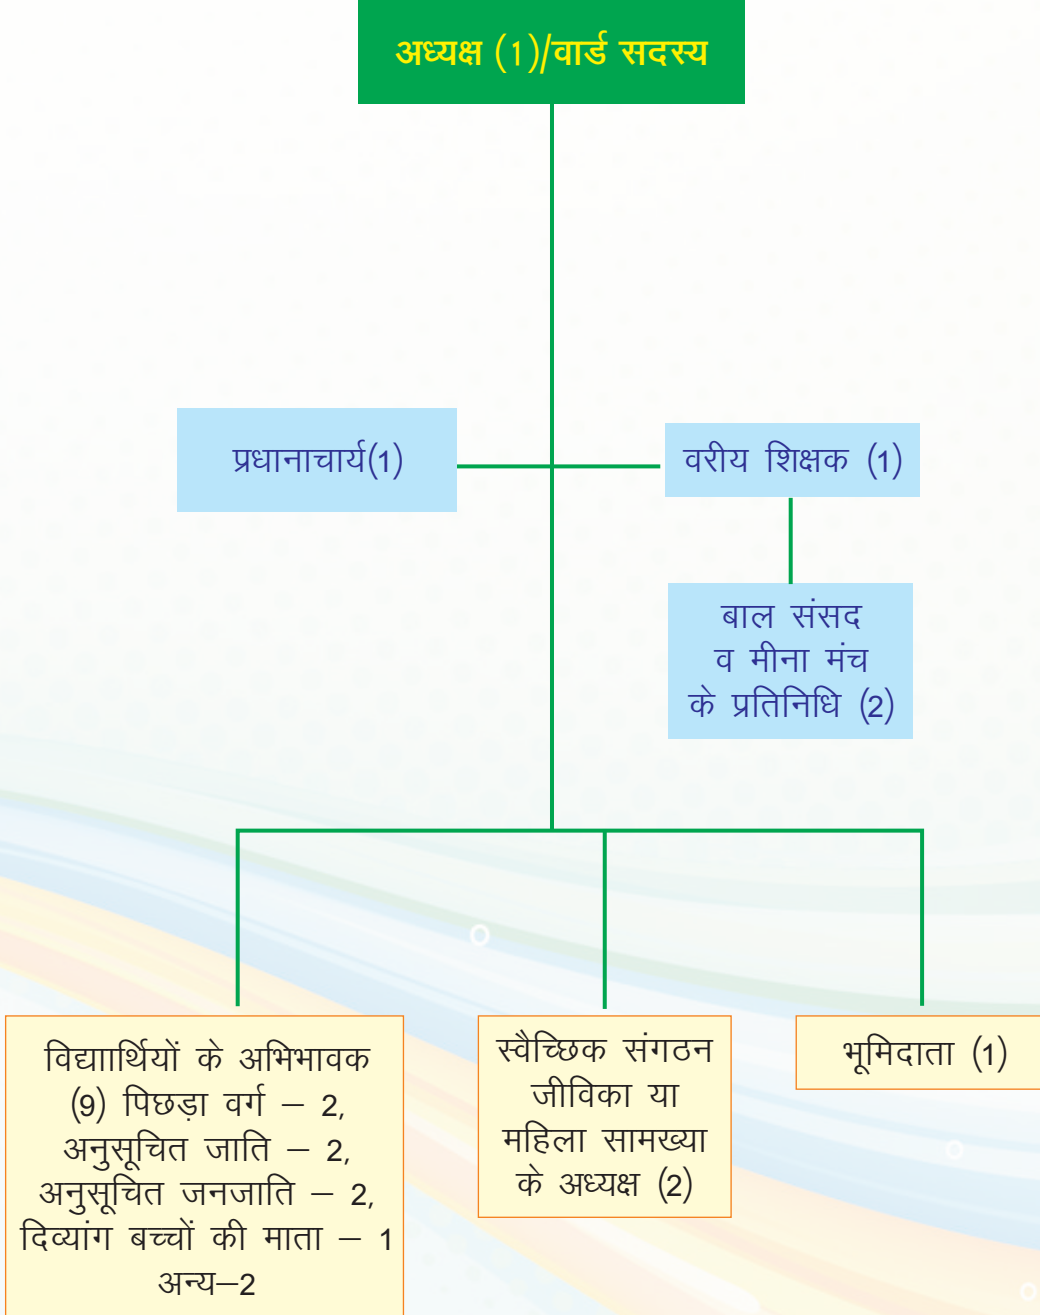 अध्यक्ष (1)/वार्ड सदस्य
प्रधानाचार्य(1)
वरीय शिक्षक (1)
बाल संसद
व मीना मंच
के प्रतिनिधि (2)
विद्याार्थियों के अभिभावक
(9) पिछड़ा वर्ग – 2,
अनुसूचित जाति – 2,
अनुसूचित जनजाति – 2,
दिव्यांग बच्चों की माता – 1
अन्य–2
स्वैच्छिक संगठन
जीविका या
महिला सामख्या
के अध्यक्ष (2)
भूमिदाता (1)